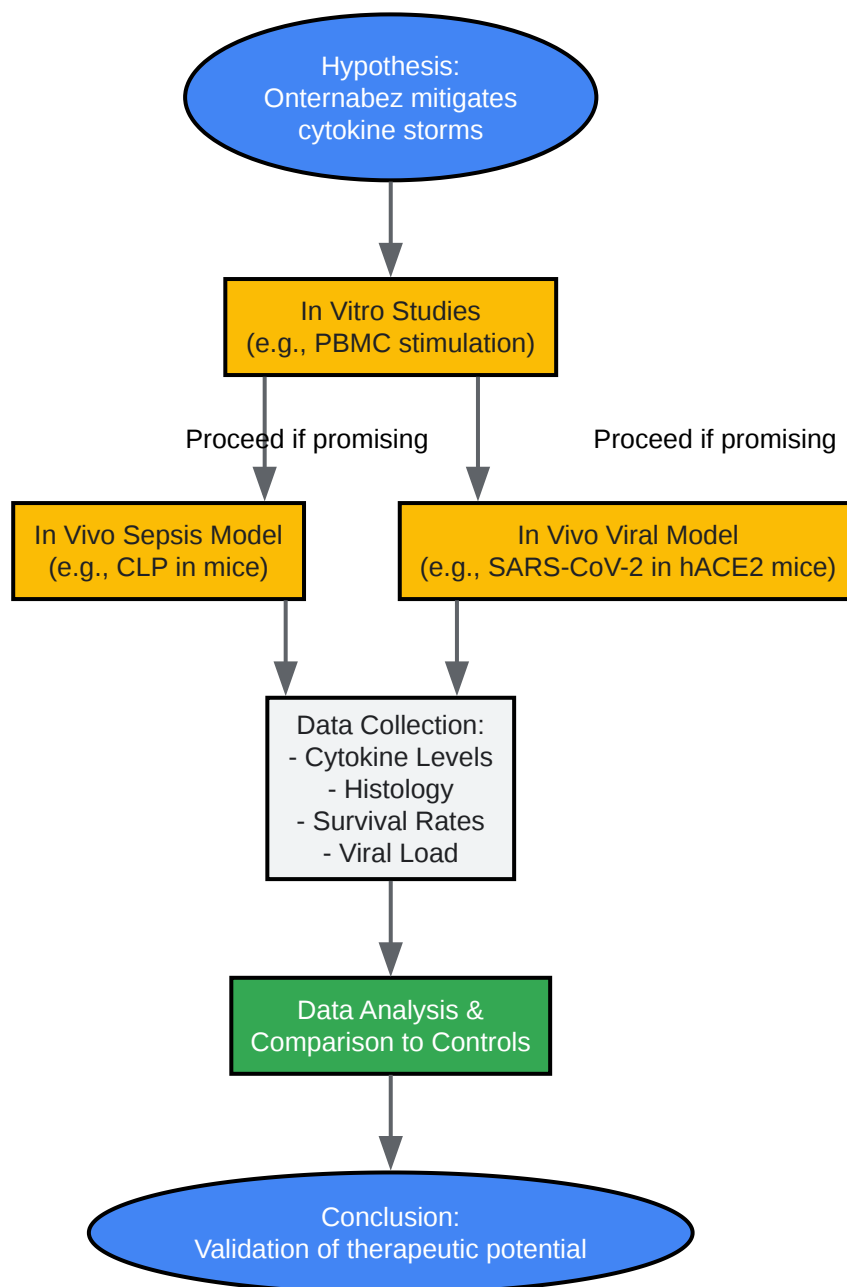 Hypothesis:
Onternabez mitigates
cytokine storms
In Vitro Studies
(e.g., PBMC stimulation)
Proceed if promising
Proceed if promising
In Vivo Sepsis Model
(e.g., CLP in mice)
In Vivo Viral Model
(e.g., SARS-CoV-2 in hACE2 mice)
Data Collection:
- Cytokine Levels
- Histology
- Survival Rates
- Viral Load
Data Analysis &
Comparison to Controls
Conclusion:
Validation of therapeutic potential